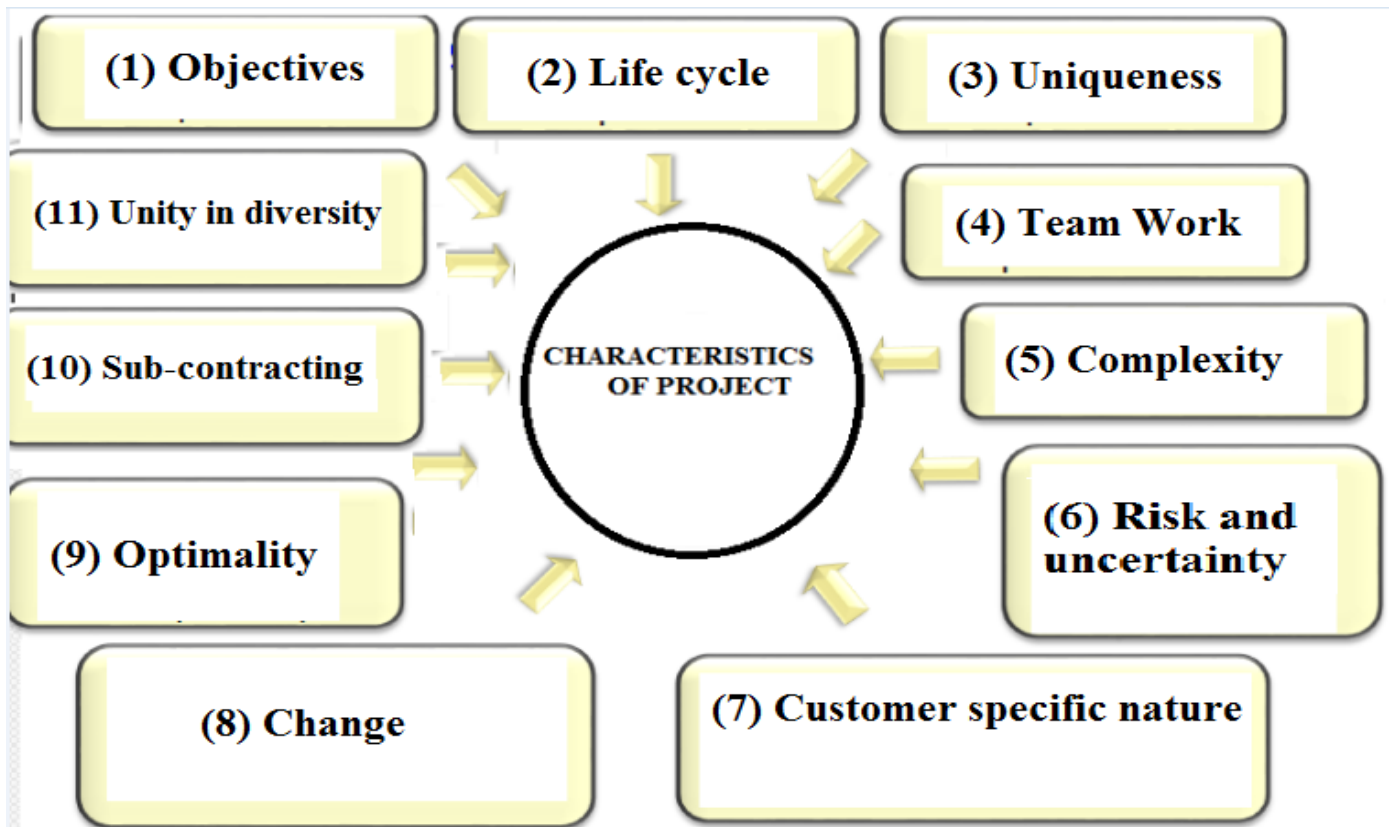 (1) Objectives
(2) Life cycle
(3) Uniqueness
(11) Unity in diversity
(4) Team Work
CHARACTERISTICS
OF PROJECT
(10) Sub-contracting
(5) Complexity
(9) Optimality
(6) Risk and
uncertainty
(8) Change
(7) Customer specific nature